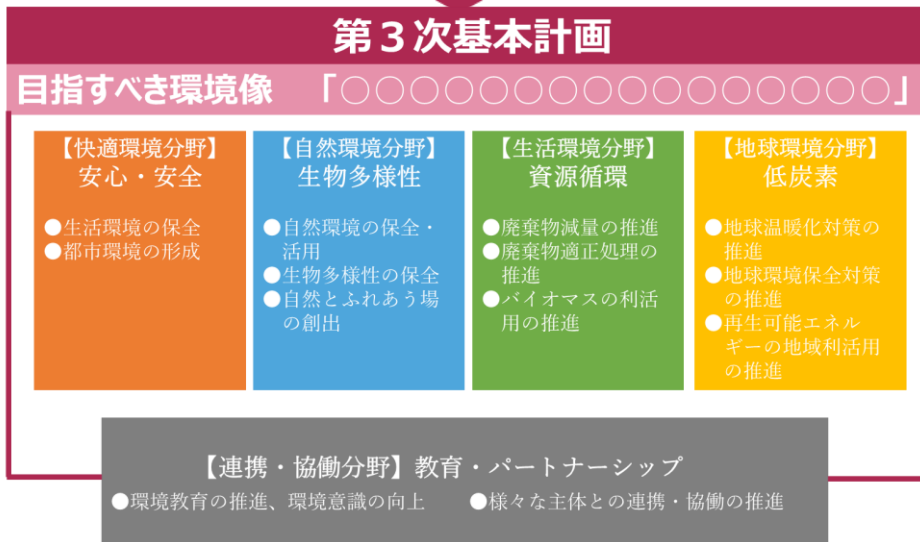 第３次基本計画
目指すべき環境像　「○○○○○○○○○○○○○○○○」
【快適環境分野】
安心・安全
●生活環境の保全
●都市環境の形成
【自然環境分野】
生物多様性
●自然環境の保全・
活用
●生物多様性の保全
●自然とふれあう場
の創出
【生活環境分野】
資源循環
●廃棄物減量の推進
●廃棄物適正処理の
推進
●バイオマスの利活
用の推進
【地球環境分野】
低炭素
●地球温暖化対策の
推進
●地球環境保全対策
の推進
●再生可能エネル
ギーの地域利活用
の推進
【連携・協働分野】教育・パートナーシップ
●環境教育の推進、環境意識の向上　　●様々な主体との連携・協働の推進